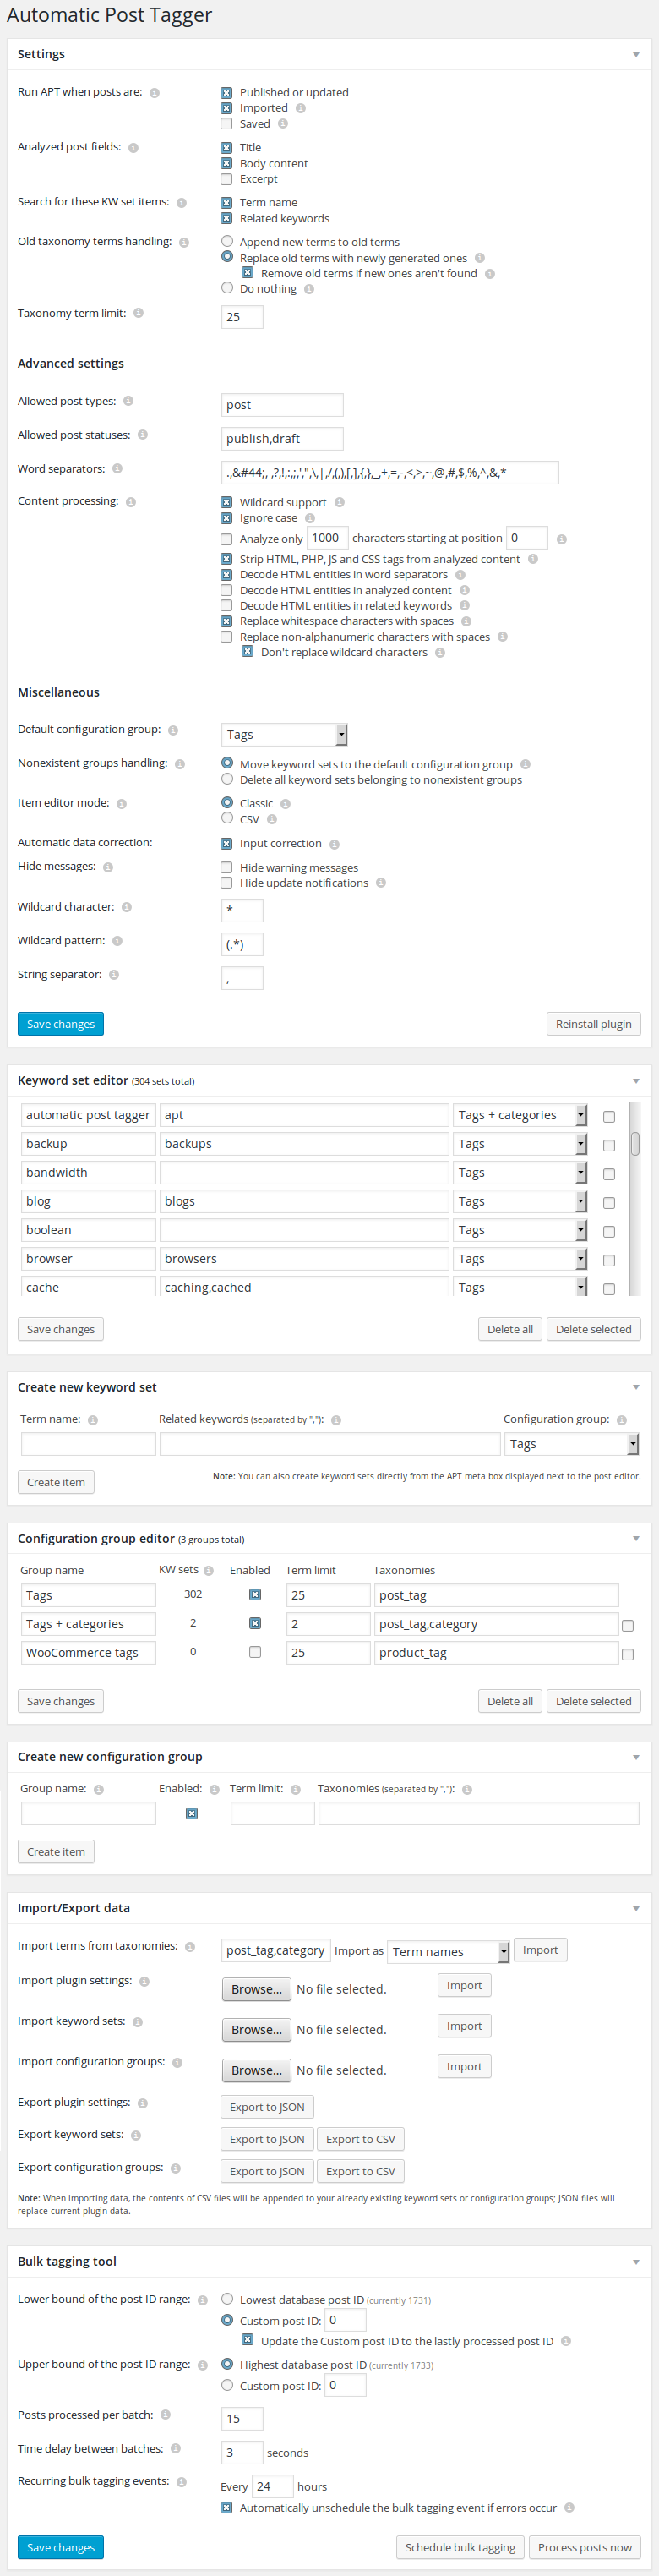 Automatic Post Tagger
Settings
Run APT when posts are:
Published or updated
Imported
Saved
Analyzed post fields:
Title
Body content
Excerpt
Search for these KW set items:
Term name
Related keywords
Old taxonomy terms handling:
Append new terms to old terms
Replace old terms with newly generated ones
Remove old terms if new ones aren't found
Do nothing
Taxonomy term limit:
25
Advanced settings
Allowed post types:
post
Allowed post statuses:
publish,draft
Word separators:
.,&#44;, ,?,!,:,;,',",\,|,/,(,),[,],{,},_,+,=,-,<,>,~,@,#,$,%,^,&,*
Content processing:
Wildcard support
Ignore case
Analyze only 1000 characters starting at position 0
Strip HTML, PHP, JS and CSS tags from analyzed content
Decode HTML entities in word separators
Decode HTML entities in analyzed content
Decode HTML entities in related keywords
Replace whitespace characters with spaces
Replace non-alphanumeric characters with spaces
Don't replace wildcard characters
Miscellaneous
Default configuration group:
Tags
Nonexistent groups handling:
Move keyword sets to the default configuration group
Delete all keyword sets belonging to nonexistent groups
Item editor mode:
Classic
CSV
Automatic data correction:
Input correction
Hide messages:
Hide warning messages
Hide update notifications
Wildcard character:
*
Wildcard pattern:
(.*)
String separator:
,
Save changes Reinstall plugin
Keyword set editor (304 sets total)
automatic post tagger apt Tags + categories
backup backups Tags
bandwidth Tags
blog blogs Tags
boolean Tags
browser browsers Tags
cache caching,cached Tags
Save changes Delete all Delete selected
Create new keyword set
Term name: Related keywords (separated by ","): Configuration group:
Tags
Create item Note: You can also create keyword sets directly from the APT meta box displayed next to the post editor.
Configuration group editor (3 groups total)
Group name KW sets Enabled Term limit Taxonomies
Tags 302 25 post_tag
Tags + categories 2 2 post_tag,category
WooCommerce tags 0 25 product_tag
Save changes Delete all Delete selected
Create new configuration group
Group name: Enabled: Term limit: Taxonomies (separated by ","):
Create item
Import/Export data
Import terms from taxonomies: post_tag,category Import as Term names Import
Import plugin settings: Browse... No file selected. Import
Import keyword sets: Browse... No file selected. Import
Import configuration groups: Browse... No file selected. Import
Export plugin settings: Export to JSON
Export keyword sets: Export to JSON Export to CSV
Export configuration groups: Export to JSON Export to CSV
Note: When importing data, the contents of CSV files will be appended to your already existing keyword sets or configuration groups; JSON files will
replace current plugin data.
Bulk tagging tool
Lower bound of the post ID range:
Lowest database post ID (currently 1731)
Custom post ID: 0
Update the Custom post ID to the lastly processed post ID
Upper bound of the post ID range:
Highest database post ID (currently 1733)
Custom post ID: 0
Posts processed per batch:
15
Time delay between batches:
3 seconds
Recurring bulk tagging events:
Every 24 hours
Automatically unschedule the bulk tagging event if errors occur
Save changes Schedule bulk tagging Process posts now